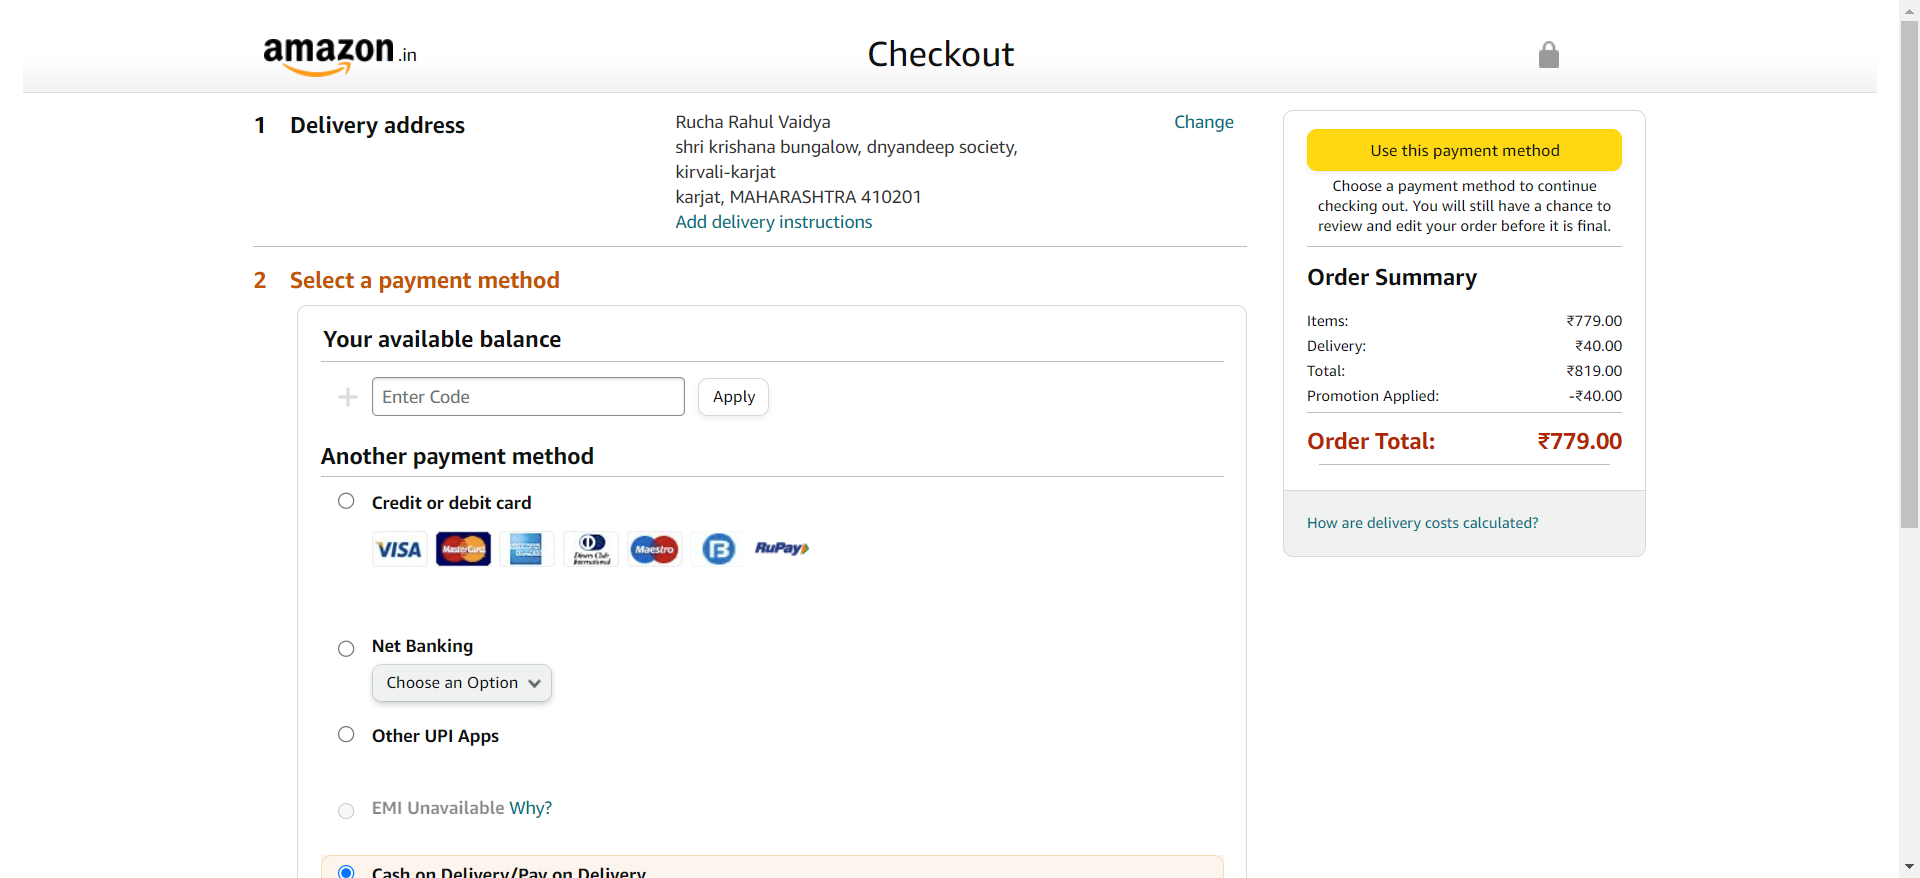 amazon.in
Checkout
1 Delivery address
Rucha Rahul Vaidya
shri krishana bungalow, dnyandeep society,
kirvali-karjat
karjat, MAHARASHTRA 410201
Add delivery instructions
Change
2 Select a payment method
Your available balance
Enter Code
Apply
Another payment method
Credit or debit card
VISA MasterCard Diners Club International Maestro B RuPay
Net Banking
Choose an Option
Other UPI Apps
EMI Unavailable Why?
Cash on Delivery/Pay on Delivery
Use this payment method
Choose a payment method to continue
checking out. You will still have a chance to
review and edit your order before it is final.
Order Summary
Items: ₹779.00
Delivery: ₹40.00
Total: ₹819.00
Promotion Applied: -₹40.00
Order Total: ₹779.00
How are delivery costs calculated?